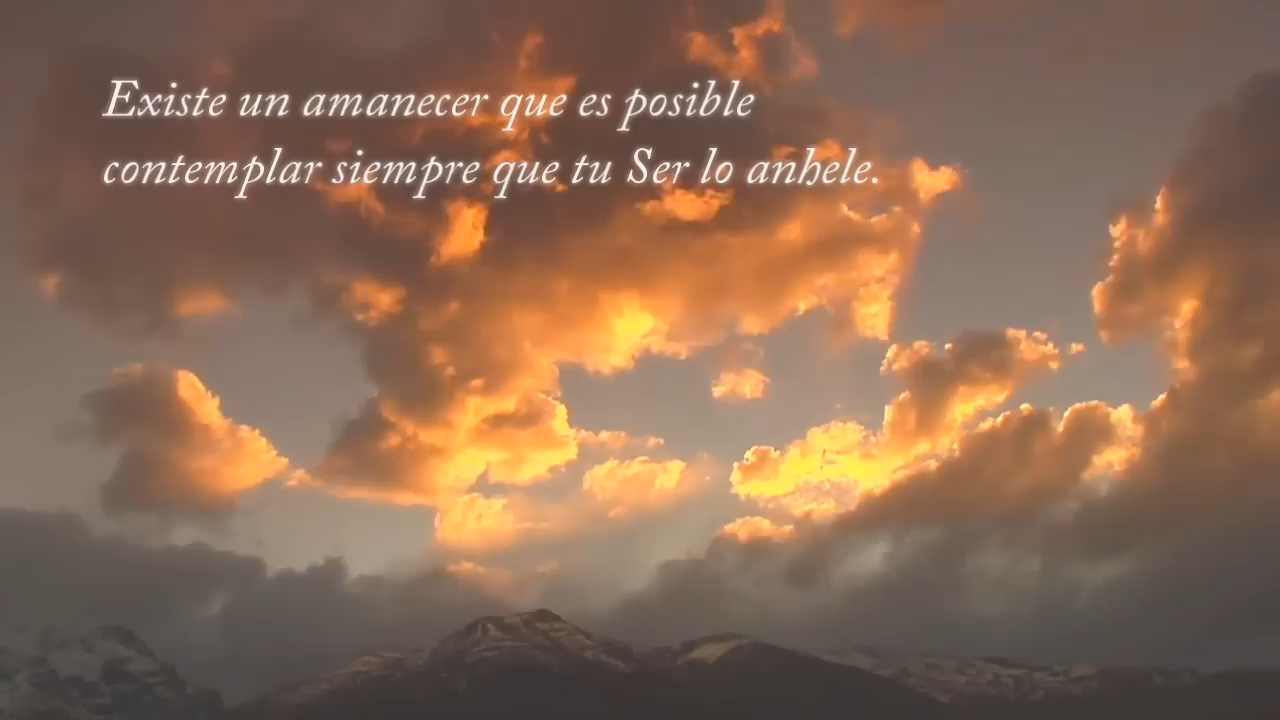 Existe un amanecer que es posible
contemplar siempre que tu Ser lo anhele.